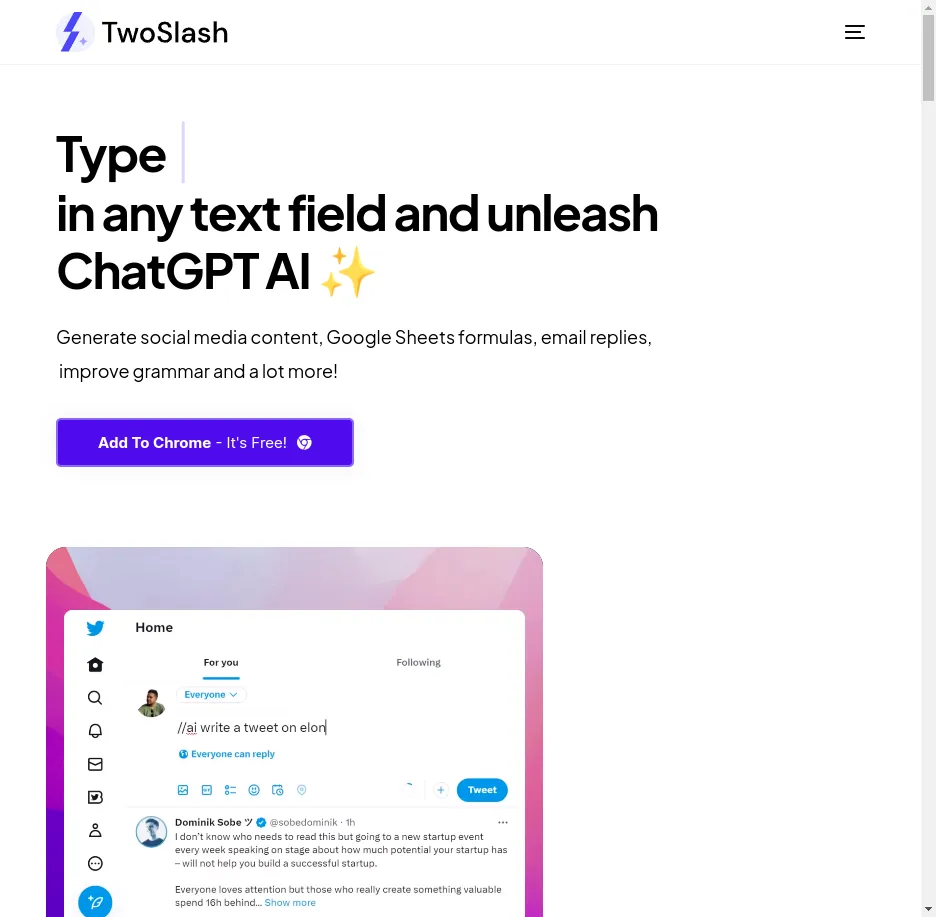 TwoSlash
Type
in any text field and unleash
ChatGPT AI ✨
Generate social media content, Google Sheets formulas, email replies,
improve grammar and a lot more!
Add To Chrome - It's Free!
Home
For you
Following
Everyone
//ai write a tweet on elon
Everyone can reply
Tweet
Dominik Sobe ツ @sobedominik · 1h
I don't know who needs to read this but going to a new startup event
every week speaking on stage about how much potential your startup has
– will not help you build a successful startup.
Everyone loves attention but those who really create something valuable
spend 16h behind... Show more